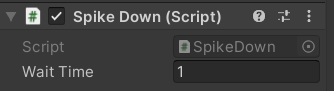 Spike Down (Script)
Script SpikeDown
Wait Time 1